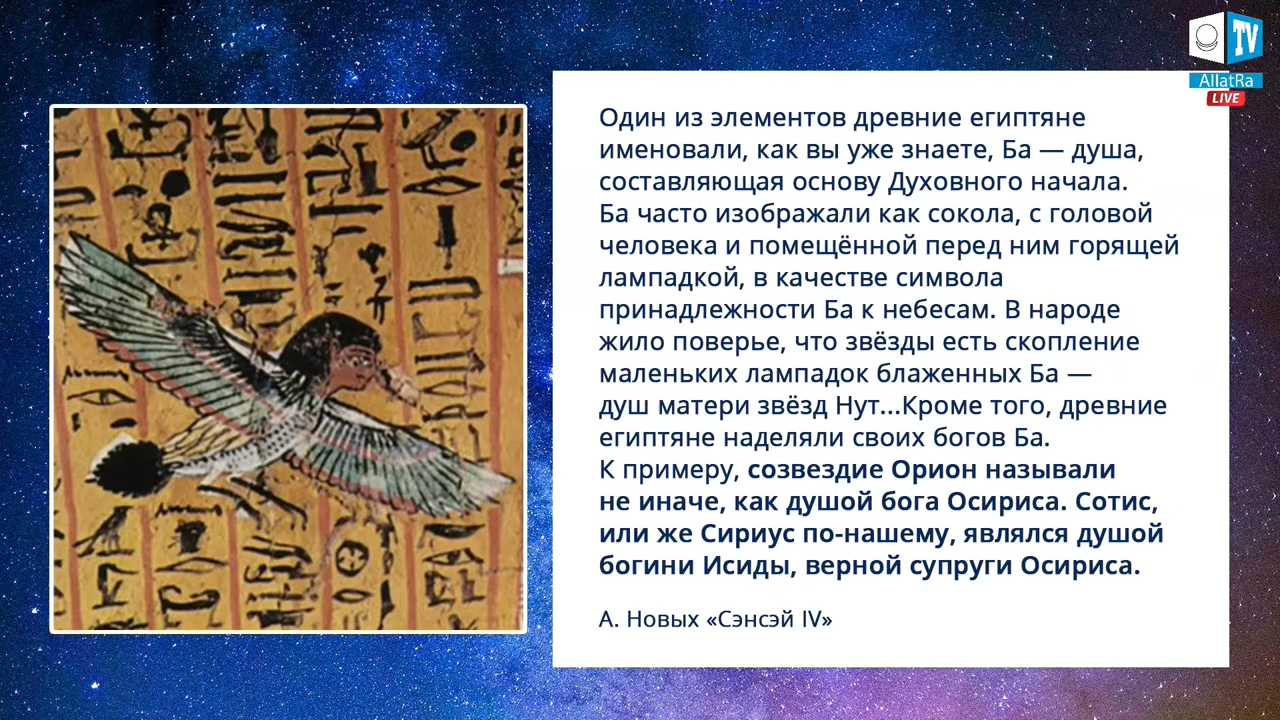 TV
AllatRa
LIVE
Один из элементов древние египтяне
именовали, как вы уже знаете, Ба — душа,
составляющая основу Духовного начала.
Ба часто изображали как сокола, с головой
человека и помещённой перед ним горящей
лампадкой, в качестве символа
принадлежности Ба к небесам. В народе
жило поверье, что звёзды есть скопление
маленьких лампадок блаженных Ба —
душ матери звёзд Нут...Кроме того, древние
египтяне наделяли своих богов Ба.
К примеру, созвездие Орион называли
не иначе, как душой бога Осириса. Сотис,
или же Сириус по-нашему, являлся душой
богини Исиды, верной супруги Осириса.
А. Новых «Сэнсэй IV»